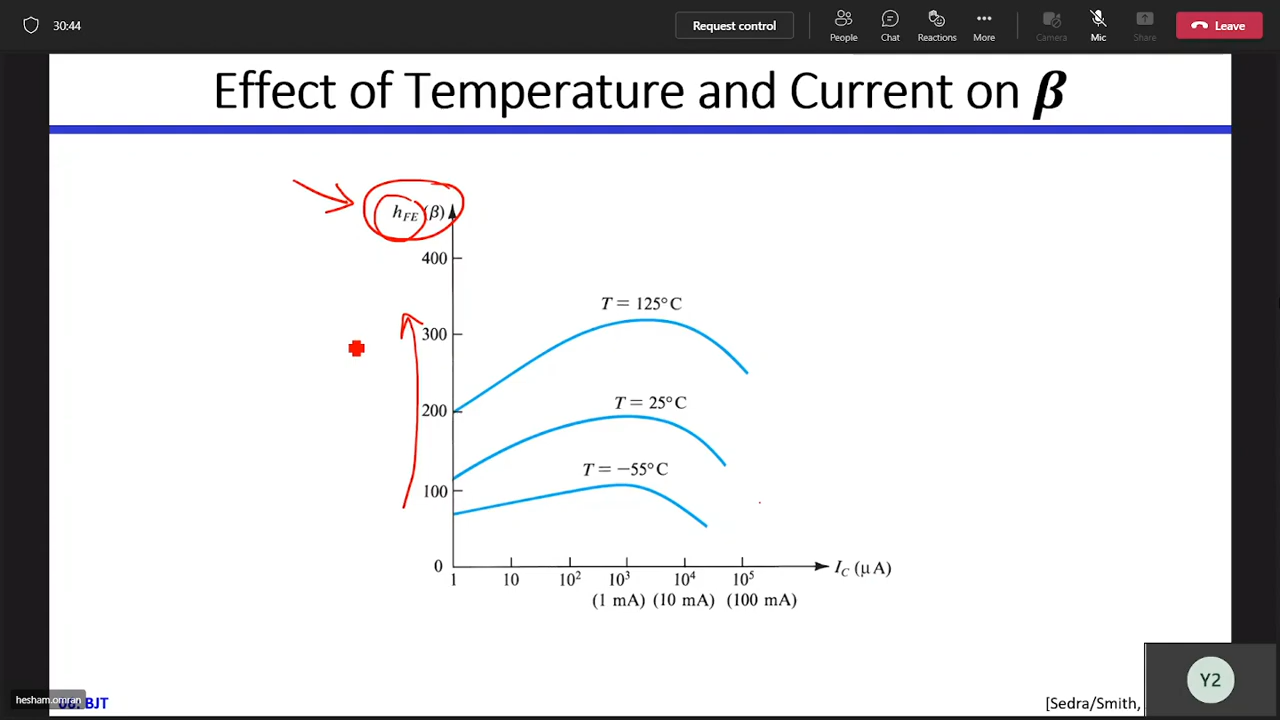 30:44
Request control
People
Chat
Reactions
More
Camera
Mic
Share
Leave
Effect of Temperature and Current on β
hFE (β)
400
T = 125°C
300
T = 25°C
200
T = −55°C
100
0
1 10 10² 10³ 10⁴ 10⁵
IC (μA)
(1 mA) (10 mA) (100 mA)
Y2
hesham.omran
BJT
[Sedra/Smith,